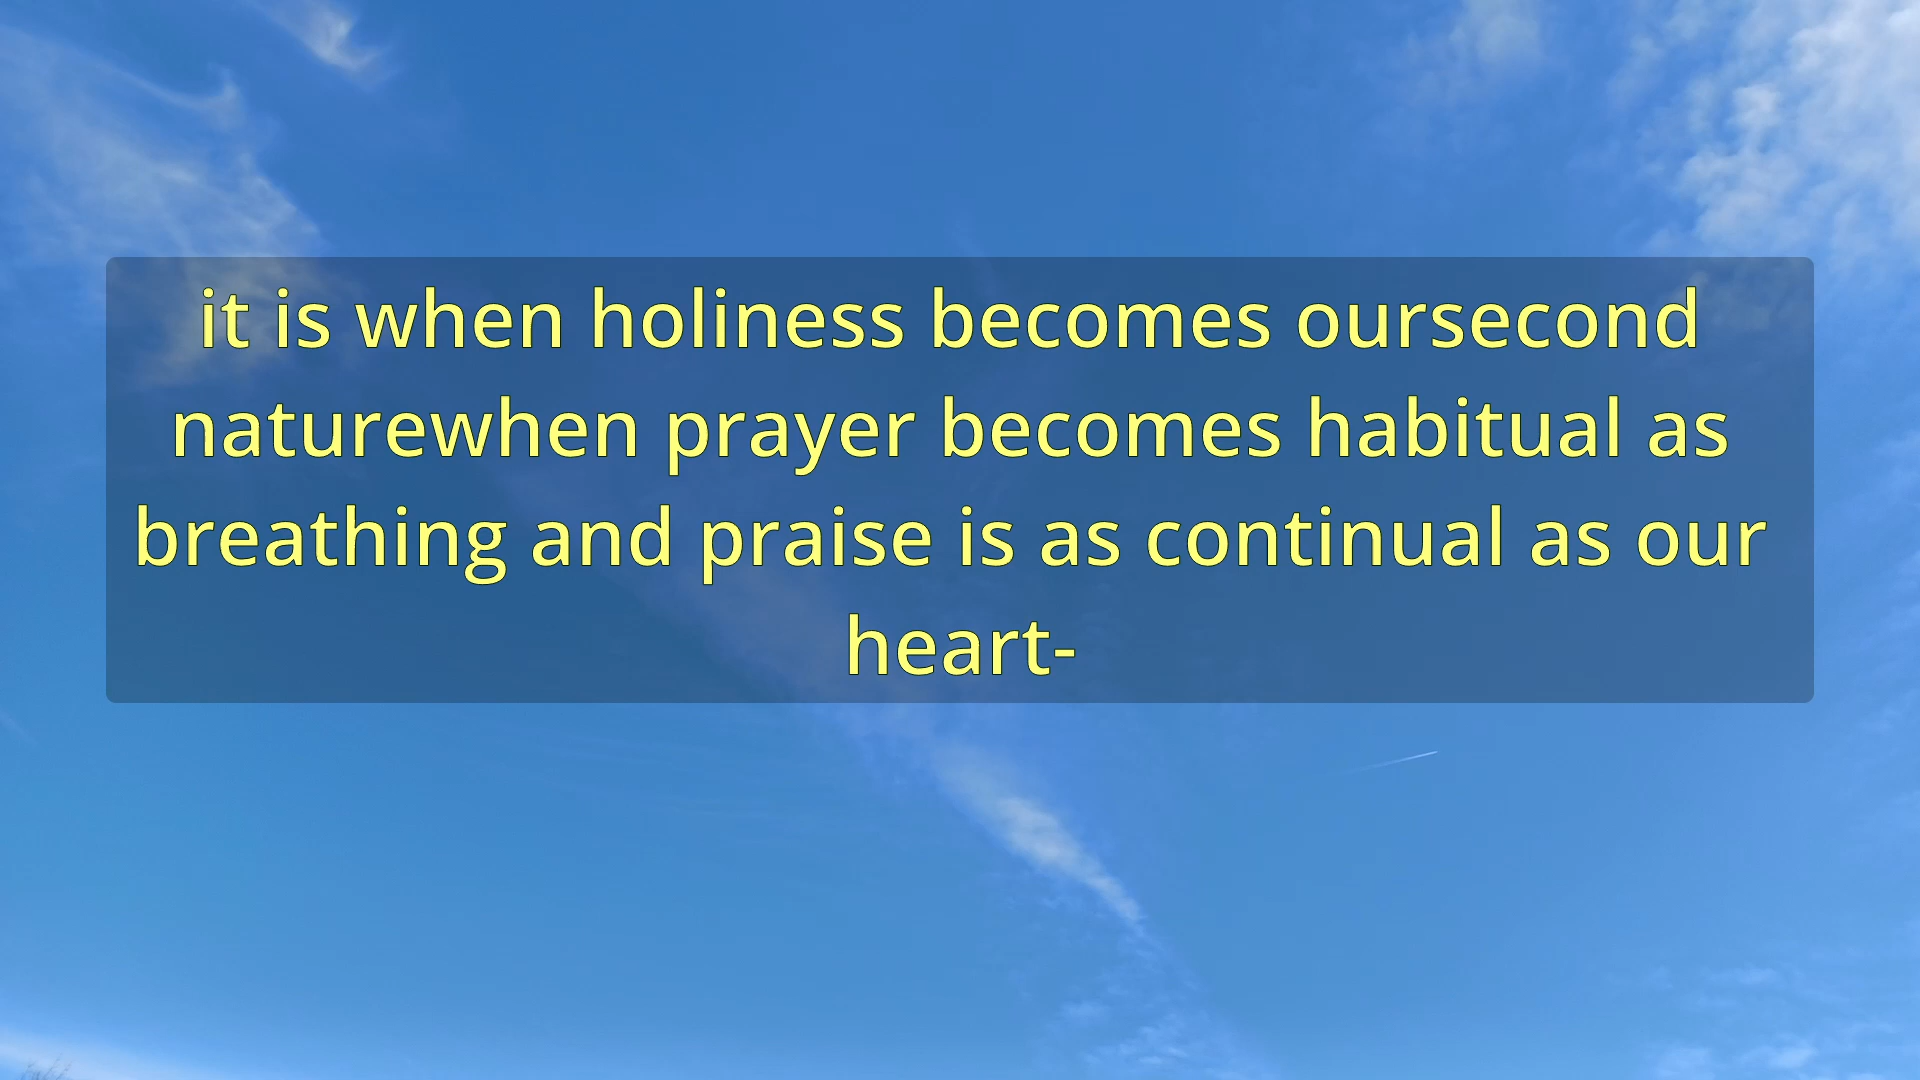 it is when holiness becomes oursecond
naturewhen prayer becomes habitual as
breathing and praise is as continual as our
heart-